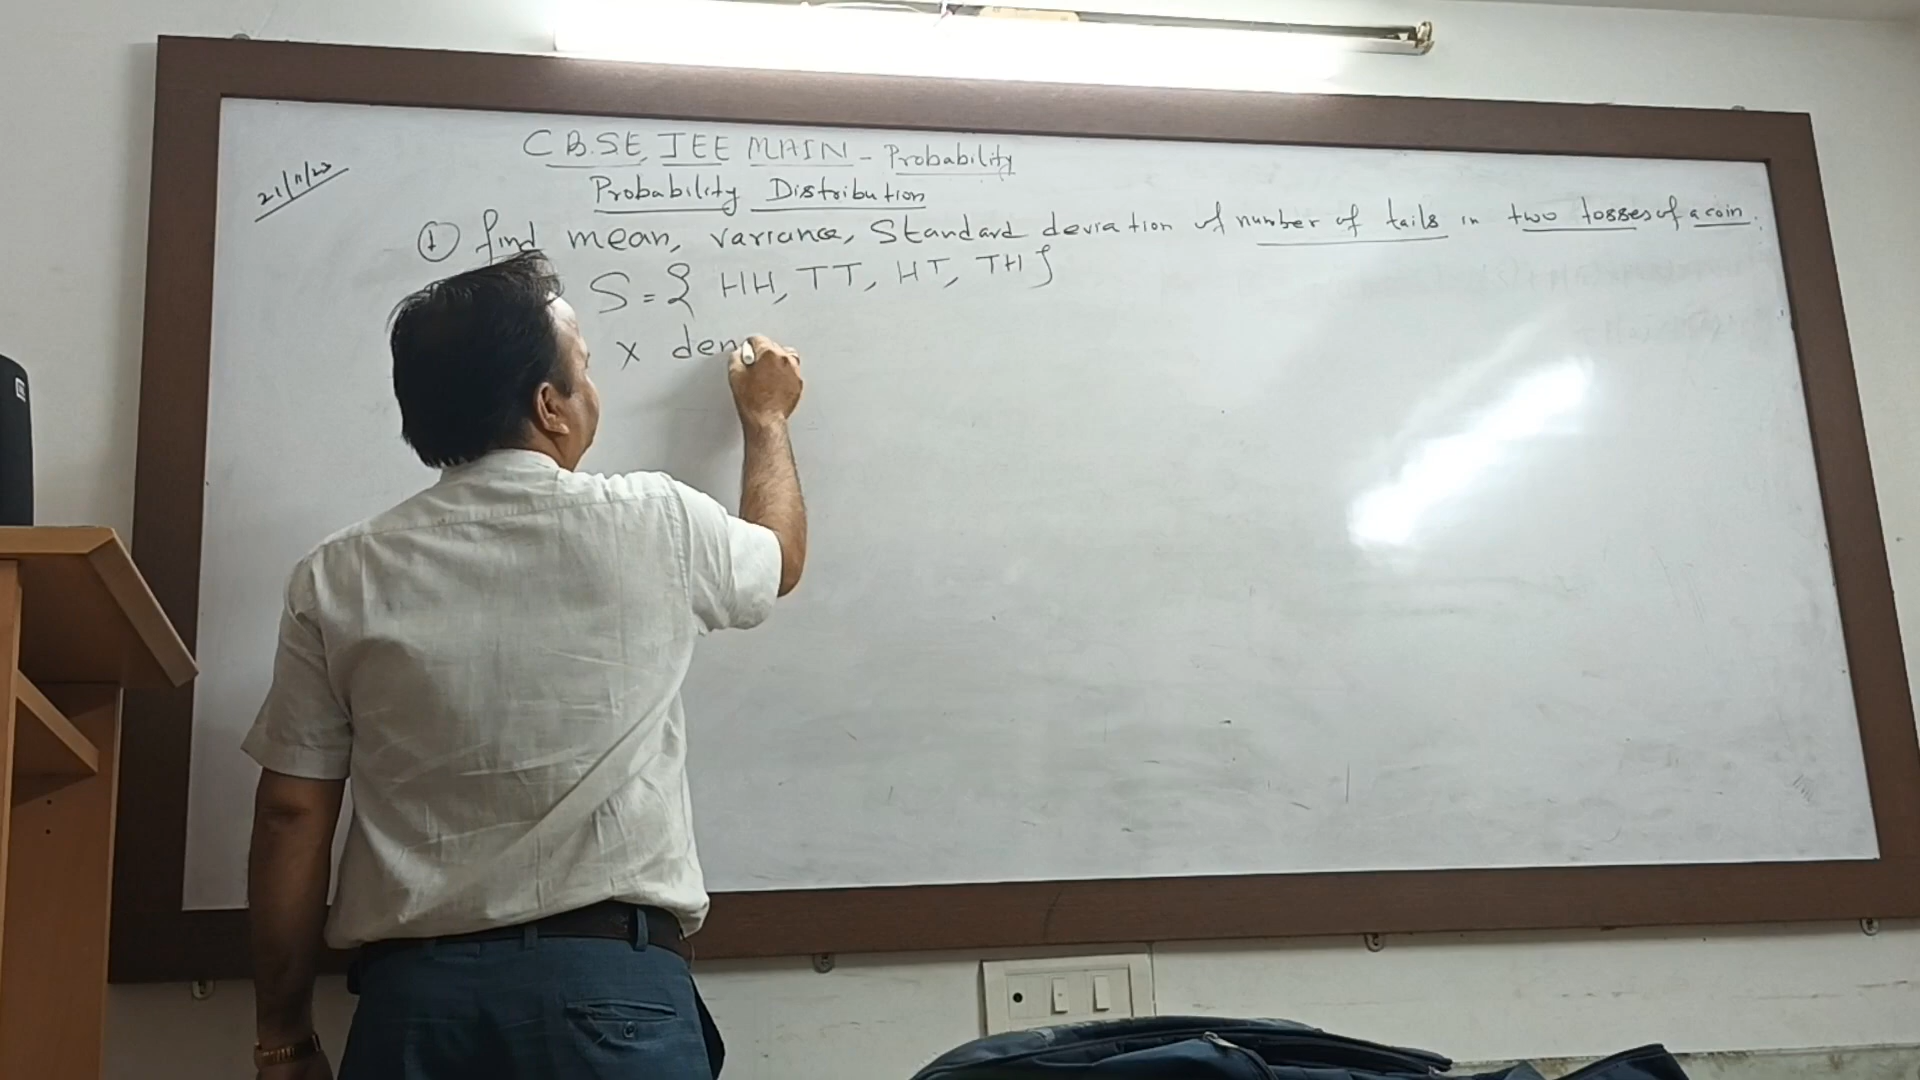 CBSE, JEE MAIN - Probability
21/11/23
Probability Distribution
① find mean, variance, Standard deviation of number of tails in two tosses of a coin.
S = { HH, TT, HT, TH }
x den